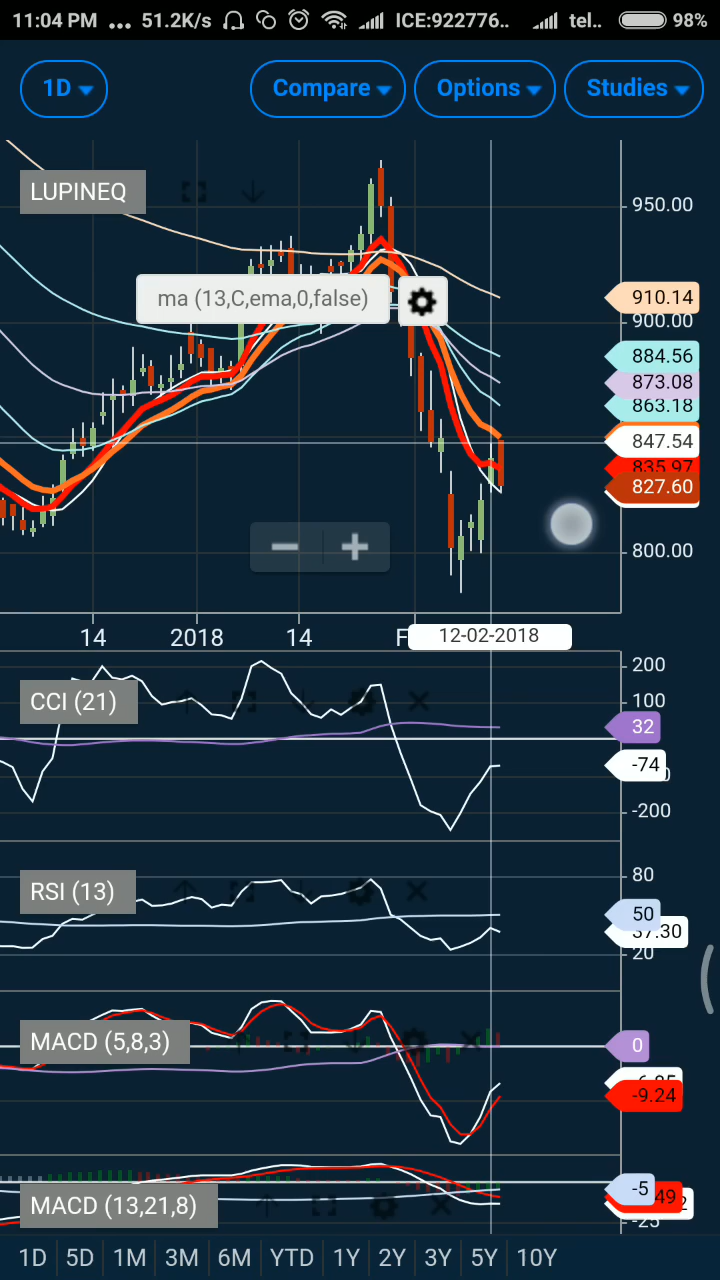 11:04 PM ... 51.2K/s ICE:922776.. tel.. 98%
1D Compare Options Studies
LUPINEQ
950.00
ma (13,C,ema,0,false)
910.14
900.00
884.56
873.08
863.18
847.54
835.97
827.60
800.00
14 2018 14 F 12-02-2018
200
CCI (21)
100
32
-74
-200
80
RSI (13)
50
37.30
20
MACD (5,8,3)
0
-9.24
-5
MACD (13,21,8)
-25
1D 5D 1M 3M 6M YTD 1Y 2Y 3Y 5Y 10Y